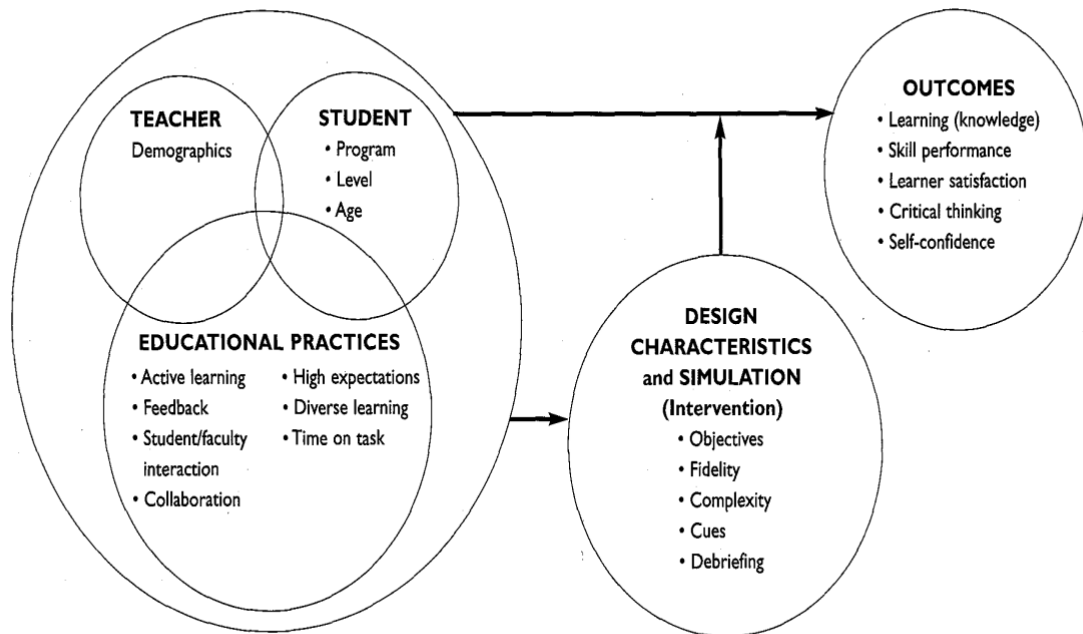 TEACHER
Demographics
STUDENT
• Program
• Level
• Age
EDUCATIONAL PRACTICES
• Active learning
• Feedback
• Student/faculty
interaction
• Collaboration
• High expectations
• Diverse learning
• Time on task
DESIGN
CHARACTERISTICS
and SIMULATION
(Intervention)
• Objectives
• Fidelity
• Complexity
• Cues
• Debriefing
OUTCOMES
• Learning (knowledge)
• Skill performance
• Learner satisfaction
• Critical thinking
• Self-confidence